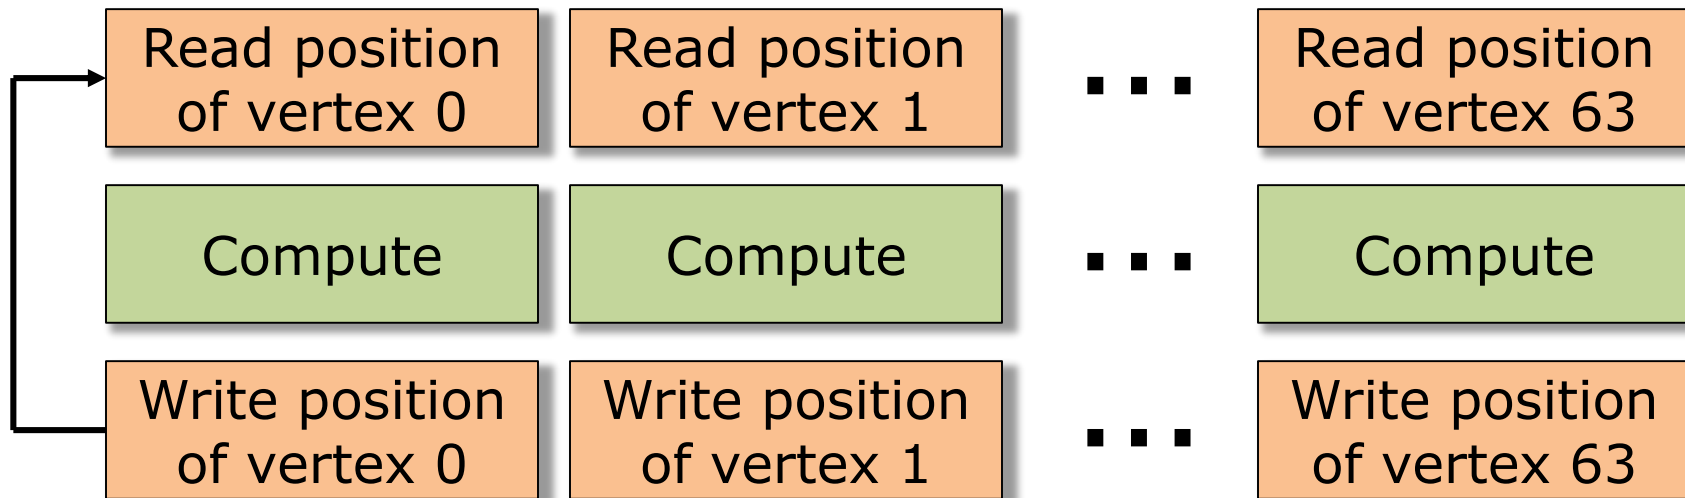 Read position
of vertex 0
Read position
of vertex 1
...
Read position
of vertex 63
Compute
Compute
...
Compute
Write position
of vertex 0
Write position
of vertex 1
...
Write position
of vertex 63